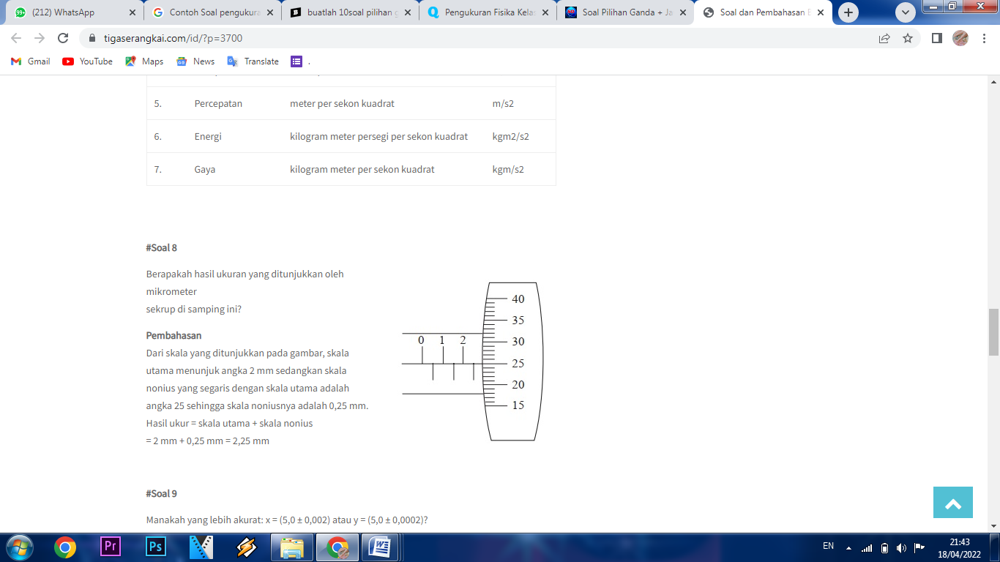 (212) WhatsApp
Contoh Soal pengukura
buatlah 10soal pilihan g
Pengukuran Fisika Kelas
Soal Pilihan Ganda + Ja
Soal dan Pembahasan B
tigaserangkai.com/id/?p=3700
Gmail
YouTube
Maps
News
Translate
.
5. Percepatan meter per sekon kuadrat m/s2
6. Energi kilogram meter persegi per sekon kuadrat kgm2/s2
7. Gaya kilogram meter per sekon kuadrat kgm/s2
#Soal 8
Berapakah hasil ukuran yang ditunjukkan oleh
mikrometer
sekrup di samping ini?
Pembahasan
Dari skala yang ditunjukkan pada gambar, skala
utama menunjuk angka 2 mm sedangkan skala
nonius yang segaris dengan skala utama adalah
angka 25 sehingga skala noniusnya adalah 0,25 mm.
Hasil ukur = skala utama + skala nonius
= 2 mm + 0,25 mm = 2,25 mm
0 1 2
40
35
30
25
20
15
#Soal 9
Manakah yang lebih akurat: x = (5,0 ± 0,002) atau y = (5,0 ± 0,0002)?
Pr
Ps
EN
21:43
18/04/2022